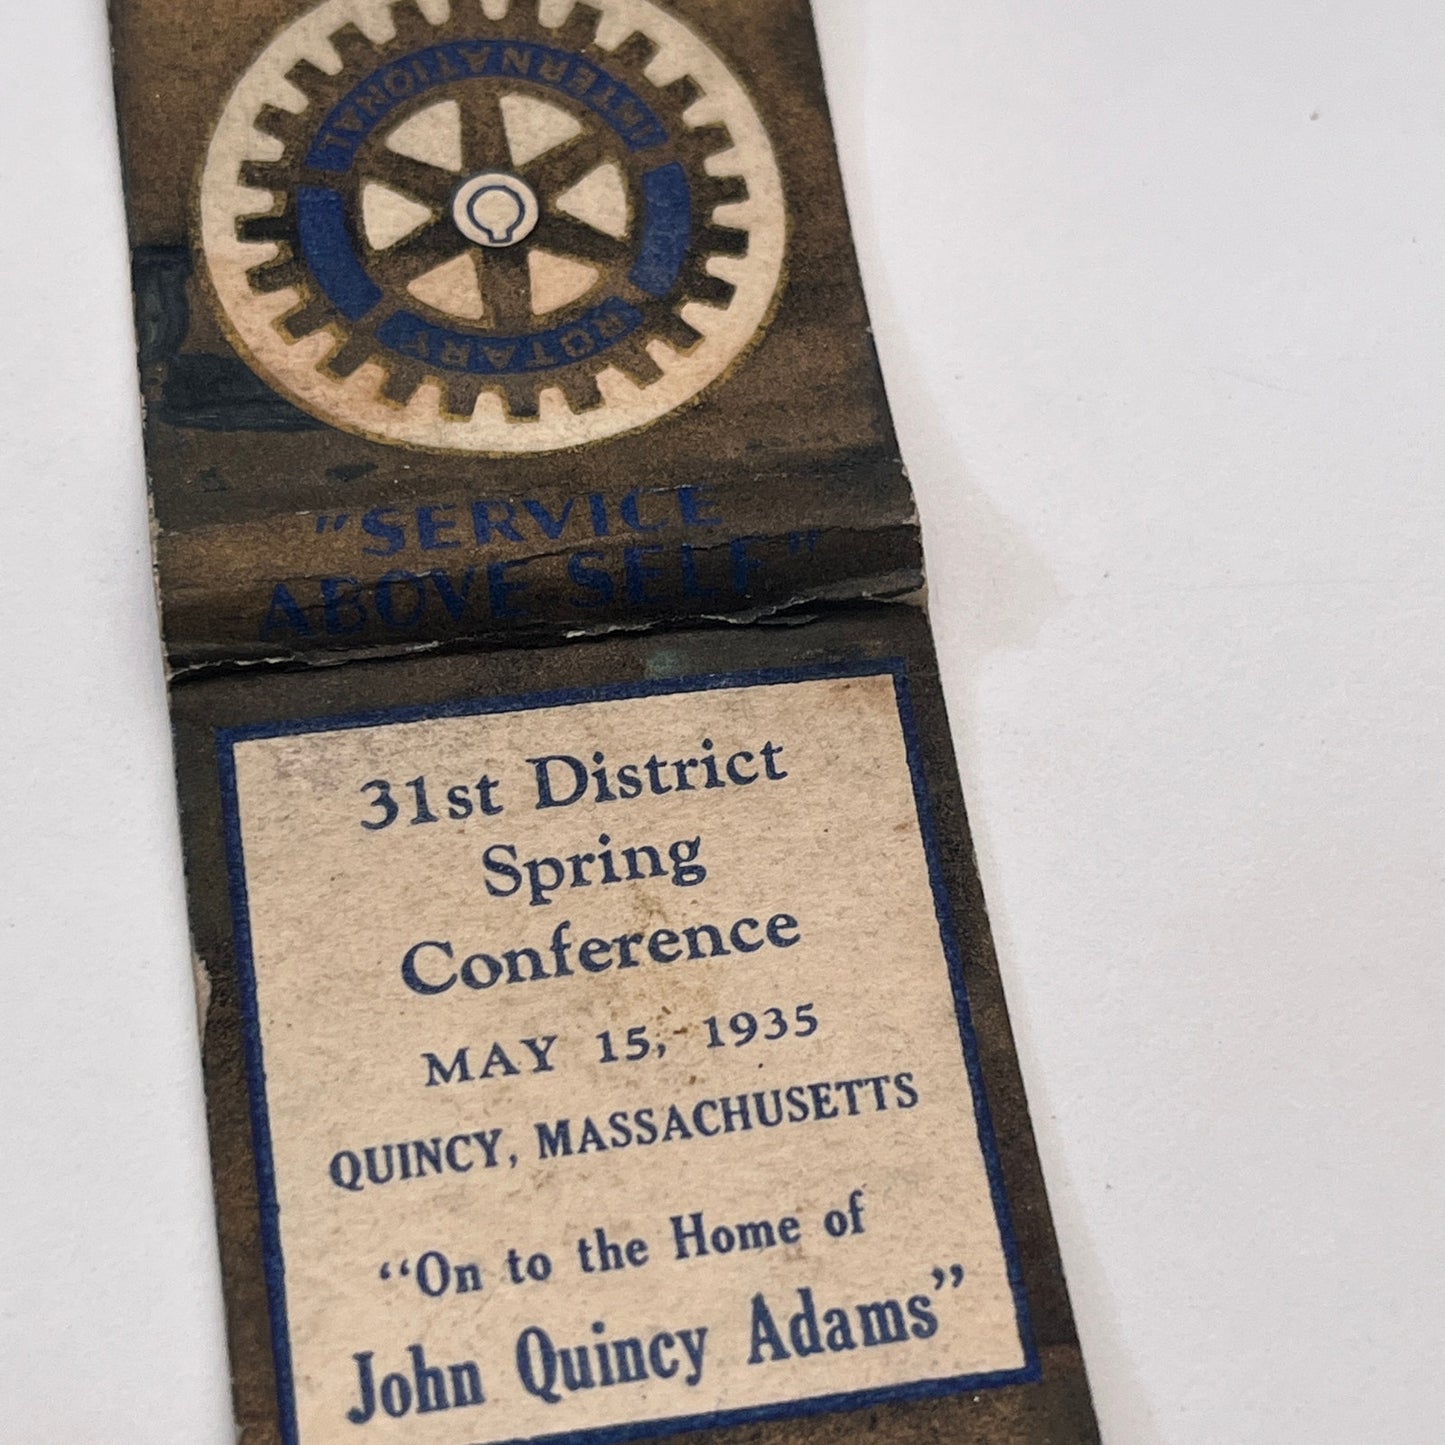 INTERNATIONAL
ROTARY
"SERVICE
ABOVE SELF"
31st District
Spring
Conference
MAY 15, 1935
QUINCY, MASSACHUSETTS
“On to the Home of
John Quincy Adams”